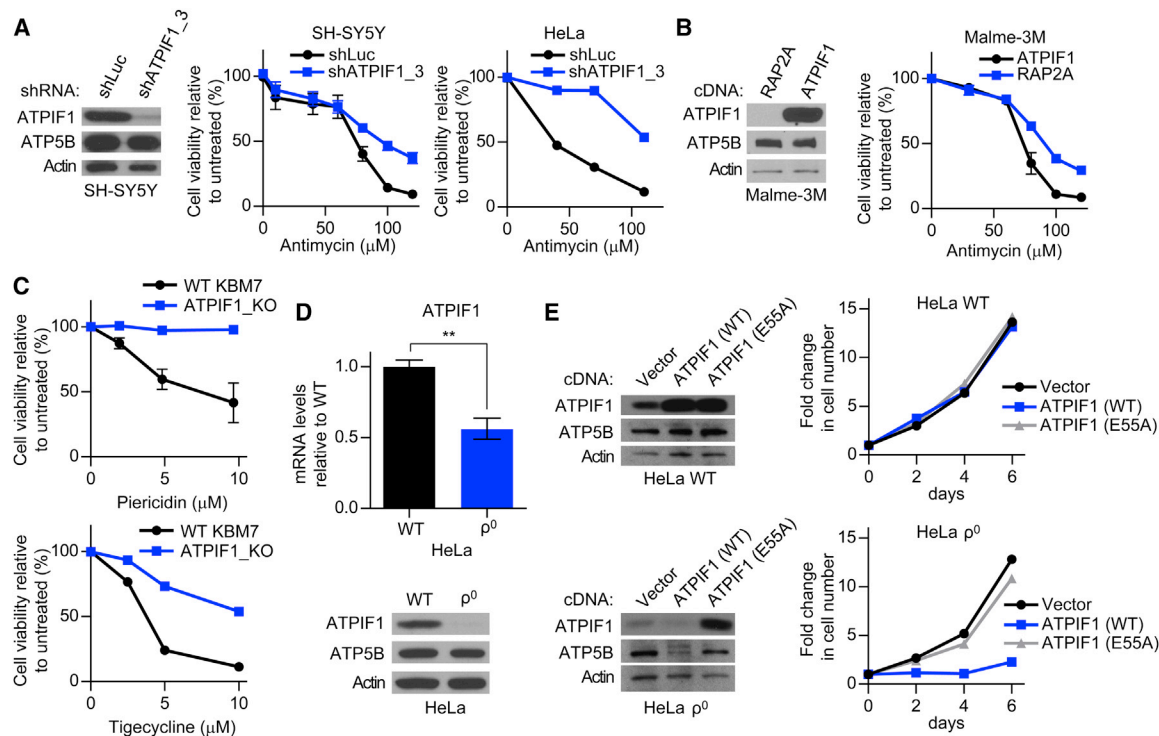 A
shRNA:
shLuc
shATPIF1_3
ATPIF1
ATP5B
Actin
SH-SY5Y
SH-SY5Y
shLuc
shATPIF1_3
Cell viability relative
to untreated (%)
100
50
0
0 50 100
Antimycin (μM)
HeLa
shLuc
shATPIF1_3
Cell viability relative
to untreated (%)
100
50
0
0 50 100
Antimycin (μM)
B
cDNA:
RAP2A
ATPIF1
ATPIF1
ATP5B
Actin
Malme-3M
Malme-3M
ATPIF1
RAP2A
Cell viability relative
to untreated (%)
100
50
0
0 50 100
Antimycin (μM)
C
WT KBM7
ATPIF1_KO
Cell viability relative
to untreated (%)
100
50
0
0 5 10
Piericidin (μM)
WT KBM7
ATPIF1_KO
Cell viability relative
to untreated (%)
100
50
0
0 5 10
Tigecycline (μM)
D
ATPIF1
**
mRNA levels
relative to WT
1.0
0.5
0.0
WT ρ⁰
HeLa
WT ρ⁰
ATPIF1
ATP5B
Actin
HeLa
E
cDNA:
Vector
ATPIF1 (WT)
ATPIF1 (E55A)
ATPIF1
ATP5B
Actin
HeLa WT
HeLa WT
Fold change
in cell number
15
10
5
0
0 2 4 6
days
Vector
ATPIF1 (WT)
ATPIF1 (E55A)
cDNA:
Vector
ATPIF1 (WT)
ATPIF1 (E55A)
ATPIF1
ATP5B
Actin
HeLa ρ⁰
HeLa ρ⁰
Fold change
in cell number
15
10
5
0
0 2 4 6
days
Vector
ATPIF1 (WT)
ATPIF1 (E55A)